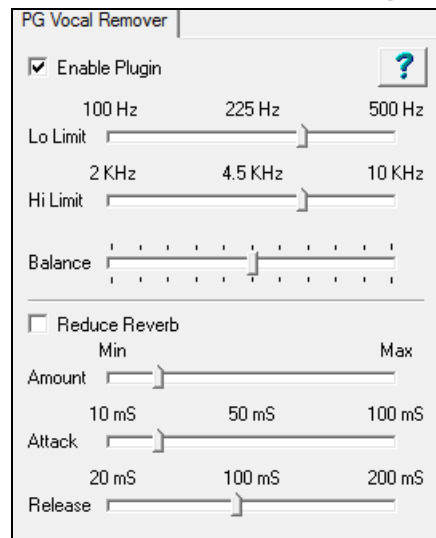 PG Vocal Remover
Enable Plugin ?
100 Hz 225 Hz 500 Hz
Lo Limit
2 KHz 4.5 KHz 10 KHz
Hi Limit
Balance
Reduce Reverb
Min Max
Amount
10 mS 50 mS 100 mS
Attack
20 mS 100 mS 200 mS
Release